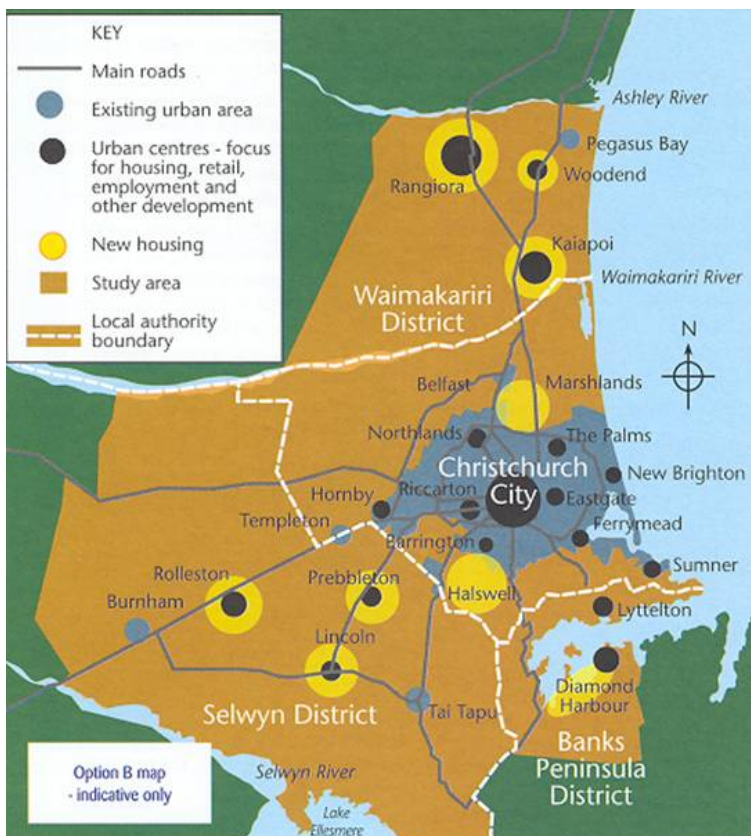 KEY
Main roads
Existing urban area
Urban centres - focus
for housing, retail,
employment and
other development
New housing
Study area
Local authority
boundary
Option B map
- indicative only
Ashley River
Pegasus Bay
Woodend
Rangiora
Kaiapoi
Waimakariri River
Waimakariri
District
N
Belfast
Marshlands
Northlands
The Palms
Christchurch
City
New Brighton
Hornby
Riccarton
Eastgate
Templeton
Barrington
Ferrymead
Sumner
Rolleston
Prebbleton
Halswell
Lyttelton
Burnham
Lincoln
Diamond
Harbour
Selwyn District
Tai Tapu
Banks
Peninsula
District
Selwyn River
Lake
Ellesmere